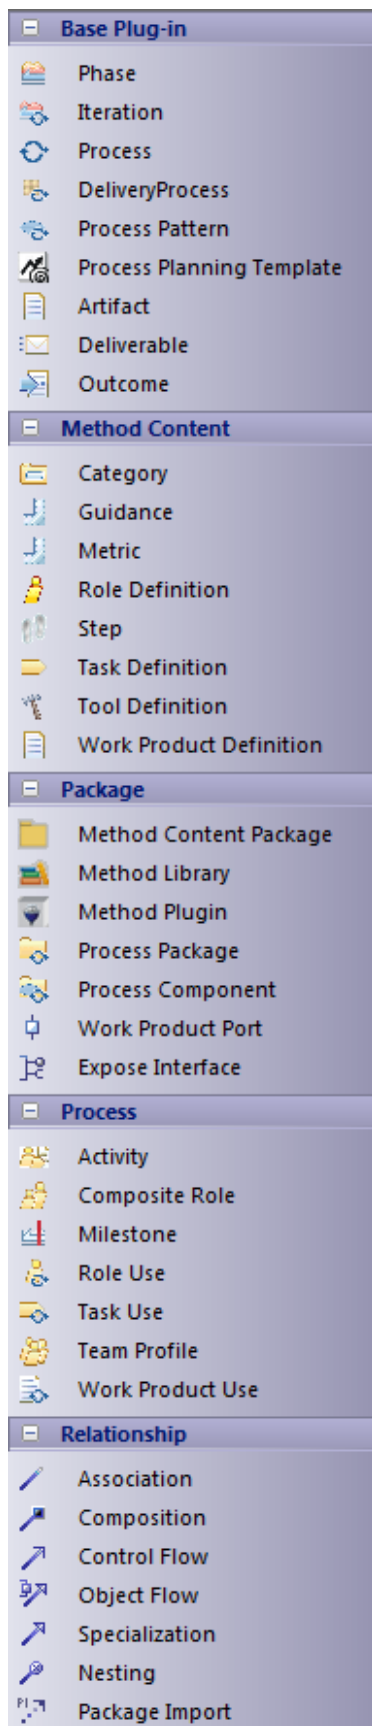 Base Plug-in
Phase
Iteration
Process
DeliveryProcess
Process Pattern
Process Planning Template
Artifact
Deliverable
Outcome
Method Content
Category
Guidance
Metric
Role Definition
Step
Task Definition
Tool Definition
Work Product Definition
Package
Method Content Package
Method Library
Method Plugin
Process Package
Process Component
Work Product Port
Expose Interface
Process
Activity
Composite Role
Milestone
Role Use
Task Use
Team Profile
Work Product Use
Relationship
Association
Composition
Control Flow
Object Flow
Specialization
Nesting
Package Import